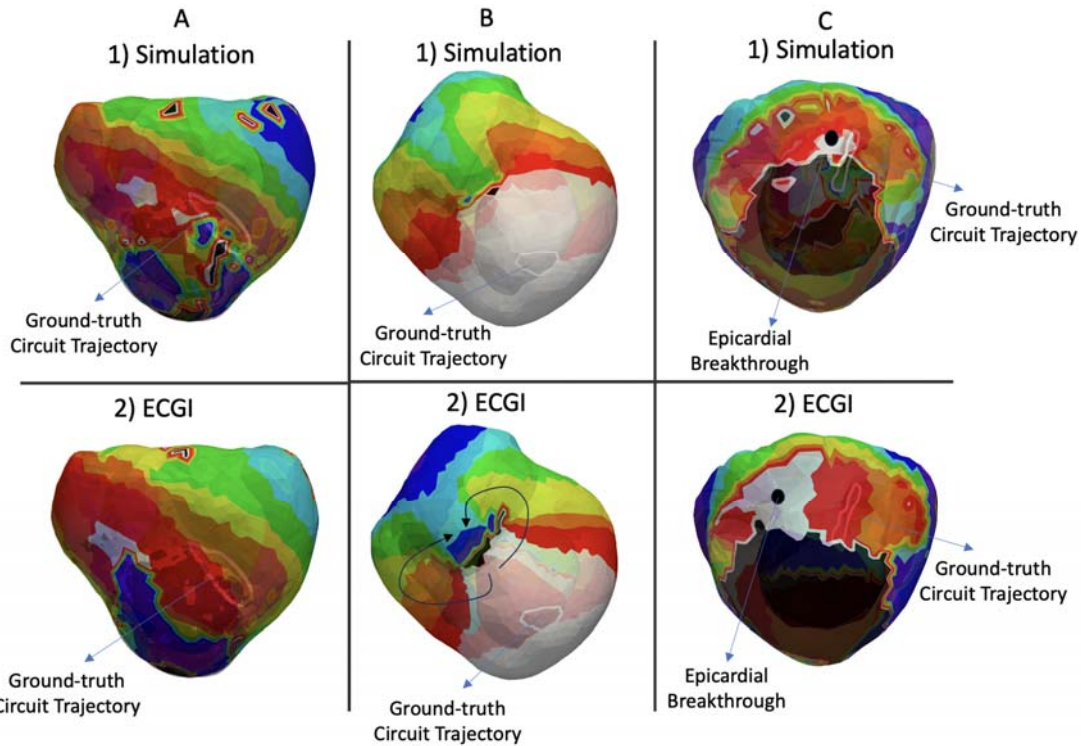 A
1) Simulation
Ground-truth
Circuit Trajectory
B
1) Simulation
Ground-truth
Circuit Trajectory
C
1) Simulation
Ground-truth
Circuit Trajectory
Epicardial
Breakthrough
2) ECGI
Ground-truth
Circuit Trajectory
2) ECGI
Ground-truth
Circuit Trajectory
2) ECGI
Ground-truth
Circuit Trajectory
Epicardial
Breakthrough